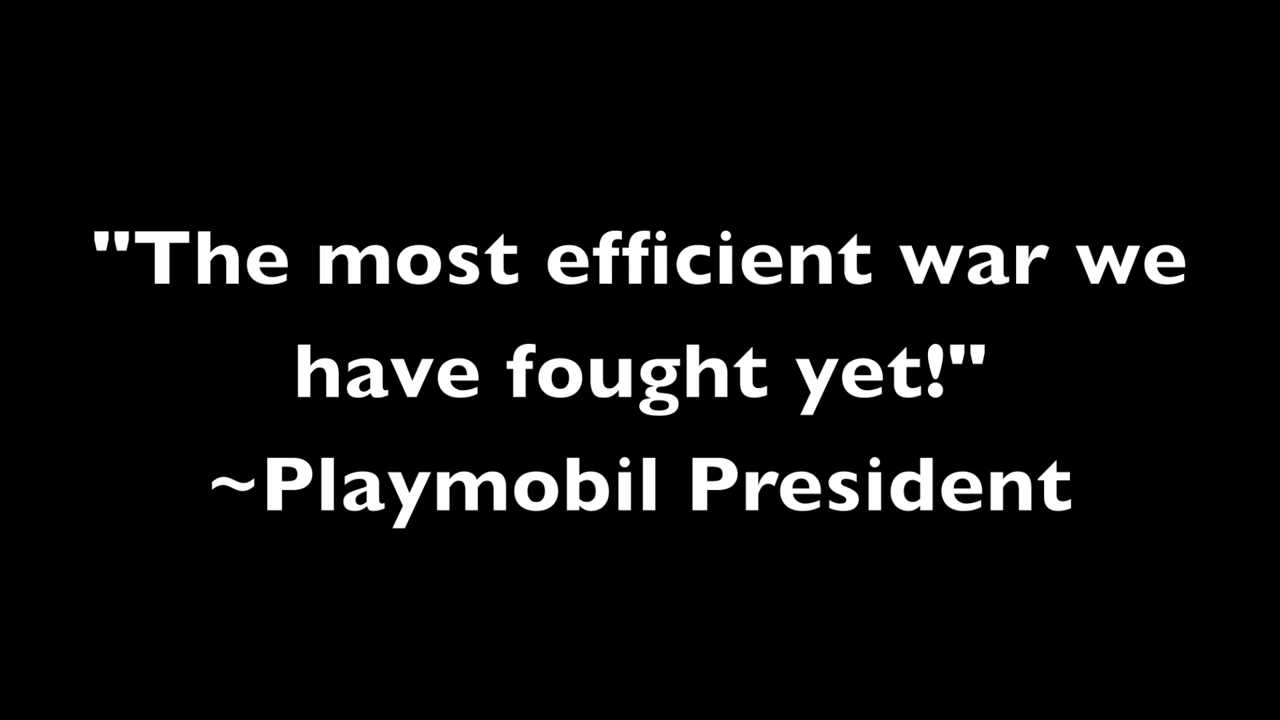 "The most efficient war we
have fought yet!"
~Playmobil President